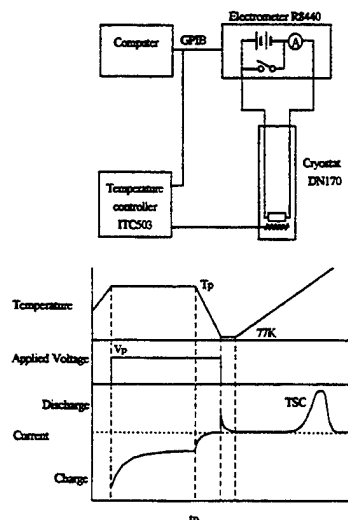 Electrometer R8440
Computer
GPIB
A
Cryostat
DN170
Temperature
controller
ITC503
Temperature
Tp
77K
Applied Voltage
Vp
Discharge
TSC
Current
Charge
tp